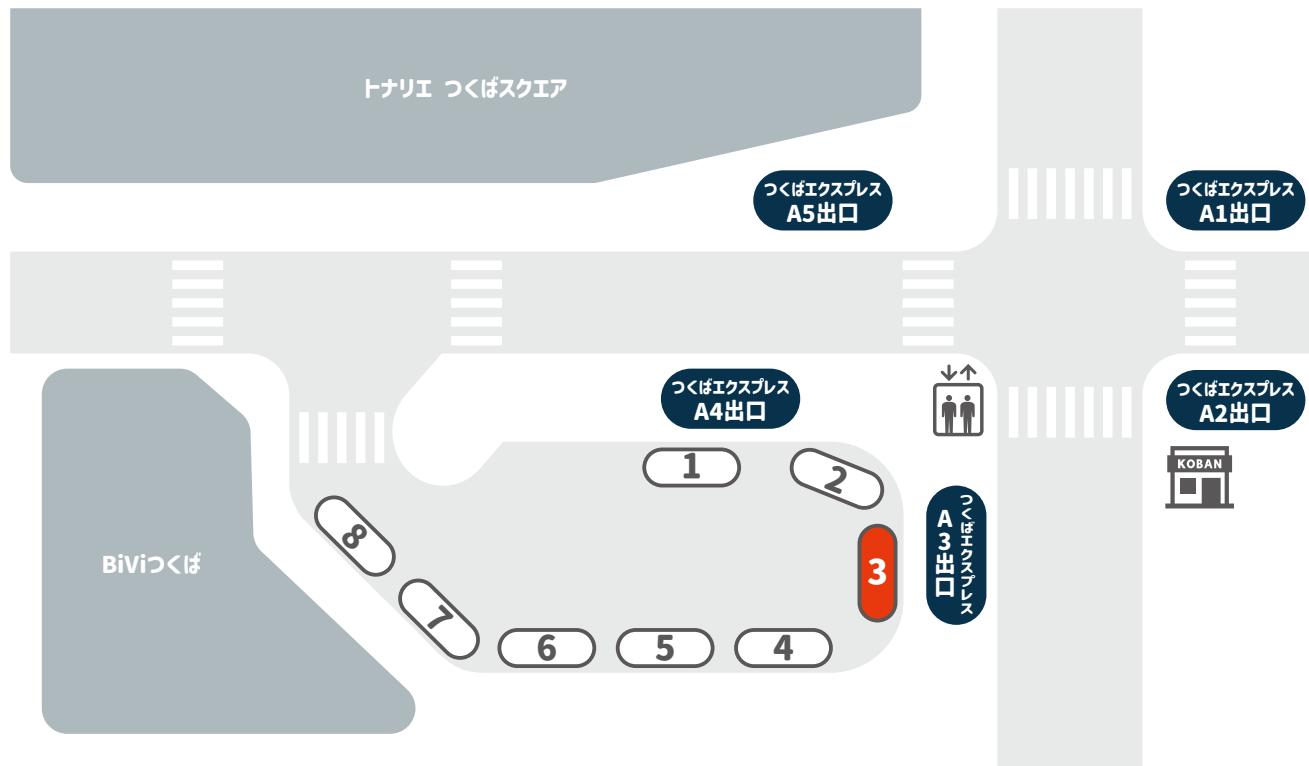 トナリエ つくばスクエア
つくばエクスプレス
A5出口
つくばエクスプレス
A1出口
つくばエクスプレス
A4出口
つくばエクスプレス
A2出口
KOBAN
1
2
つくばエクスプレス
A3出口
3
8
BiViつくば
7
6
5
4